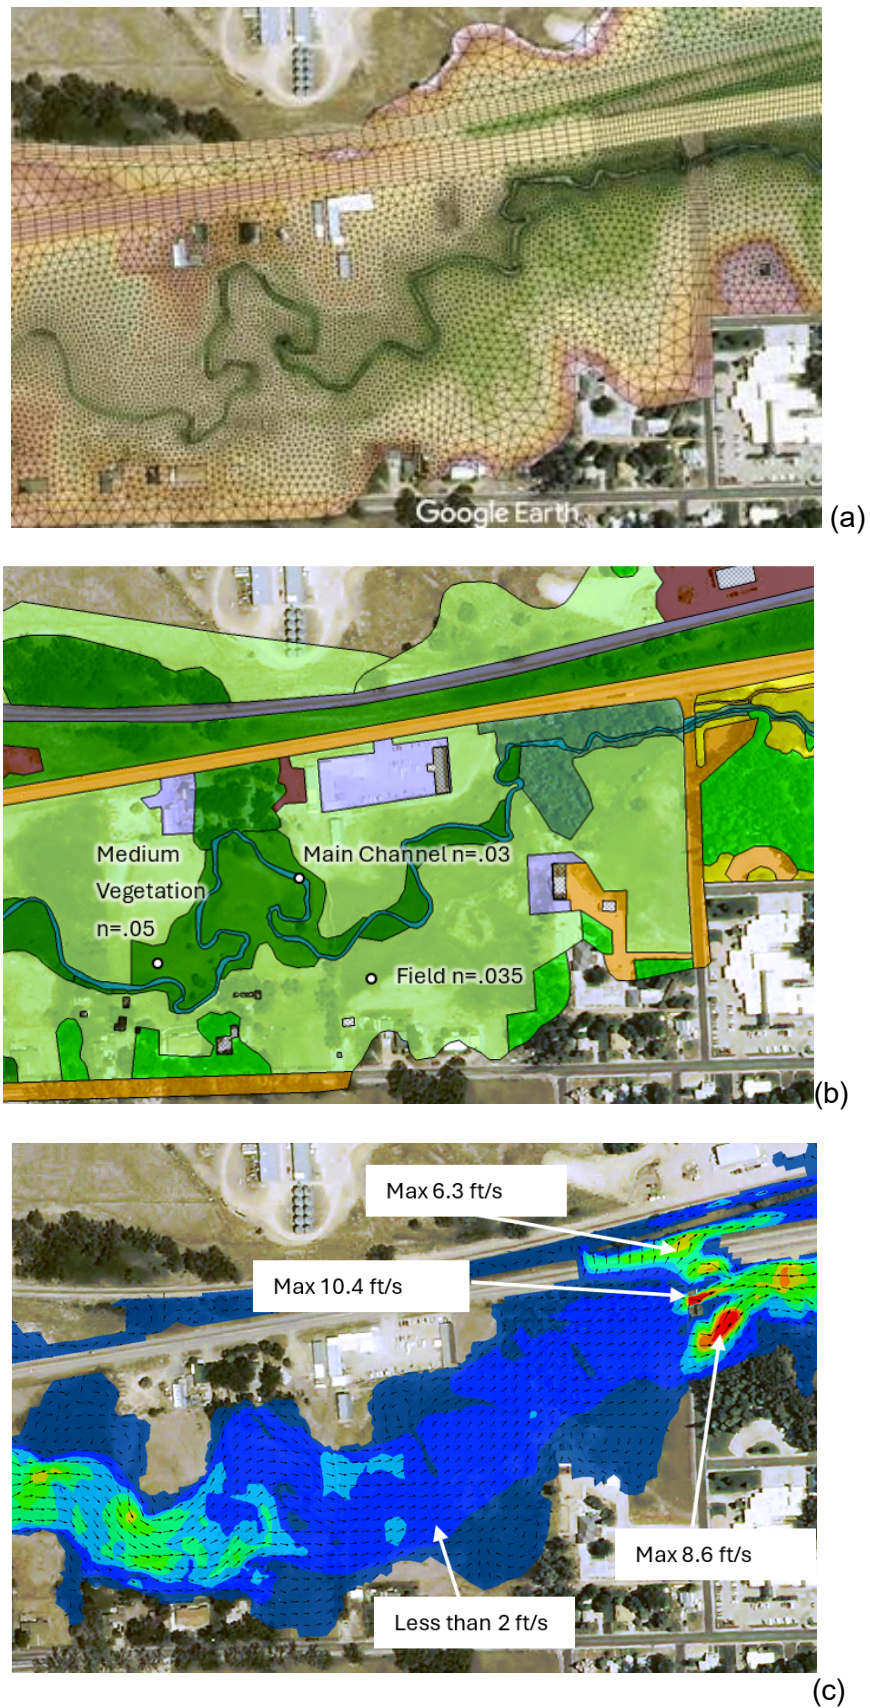 Google Earth
(a)
Medium
Vegetation
n=.05
Main Channel n=.03
Field n=.035
(b)
Max 6.3 ft/s
Max 10.4 ft/s
Max 8.6 ft/s
Less than 2 ft/s
(c)